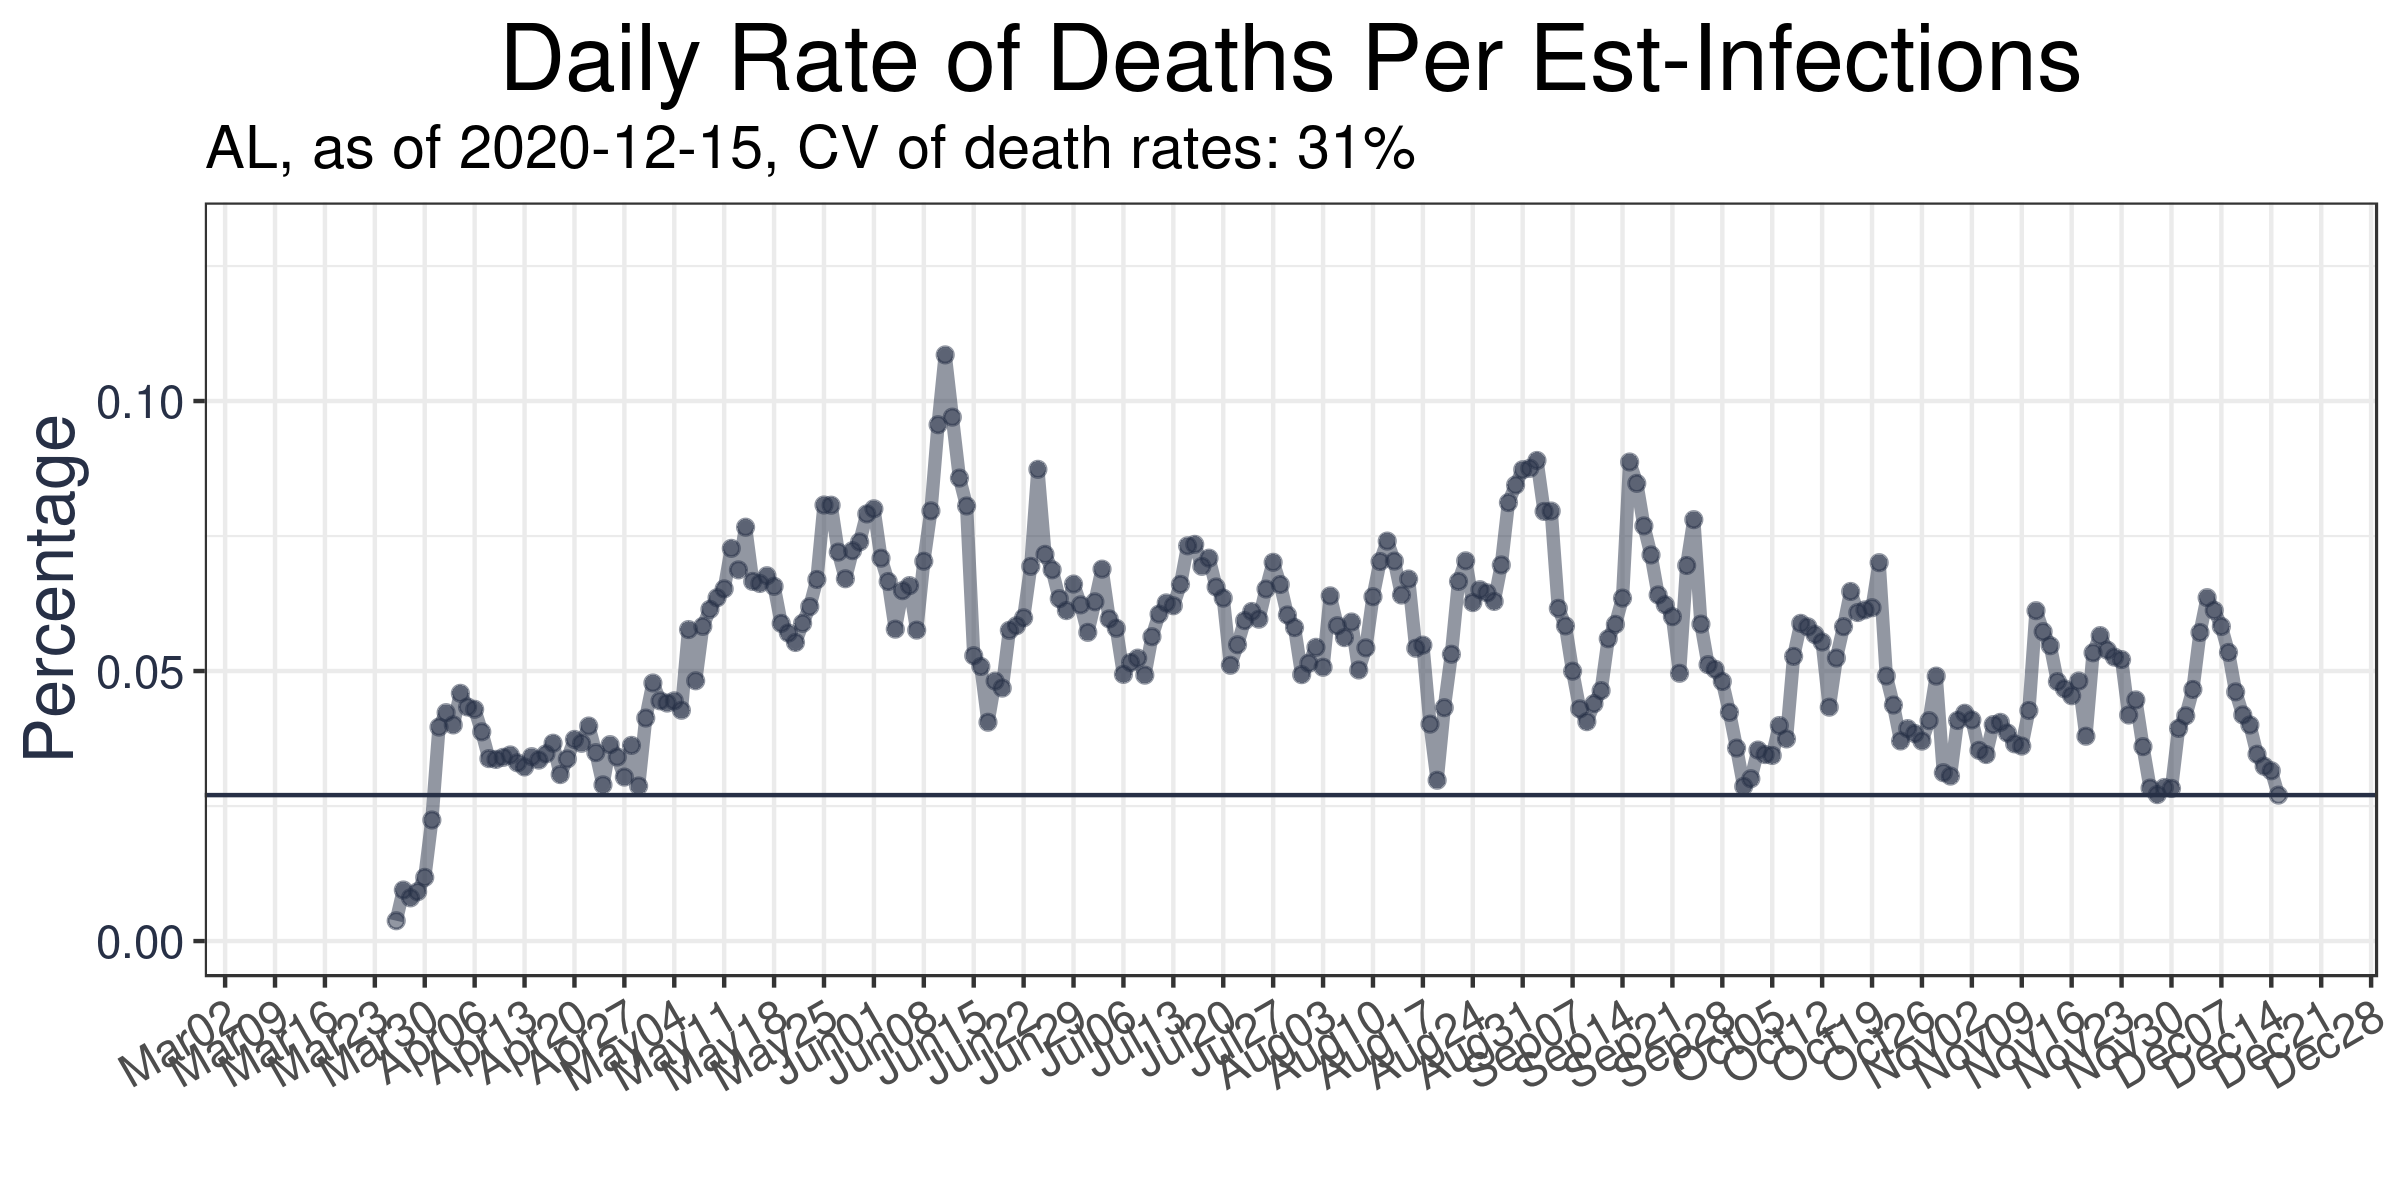 Daily Rate of Deaths Per Est-Infections
AL, as of 2020-12-15, CV of death rates: 31%
Percentage
0.10
0.05
0.00
Mar02
Mar09
Mar16
Mar23
Mar30
Apr06
Apr13
Apr20
Apr27
May04
May11
May18
May25
Jun01
Jun08
Jun15
Jun22
Jun29
Jul06
Jul13
Jul20
Jul27
Aug03
Aug10
Aug17
Aug24
Aug31
Sep07
Sep14
Sep21
Sep28
Oct05
Oct12
Oct19
Oct26
Nov02
Nov09
Nov16
Nov23
Nov30
Dec07
Dec14
Dec21
Dec28